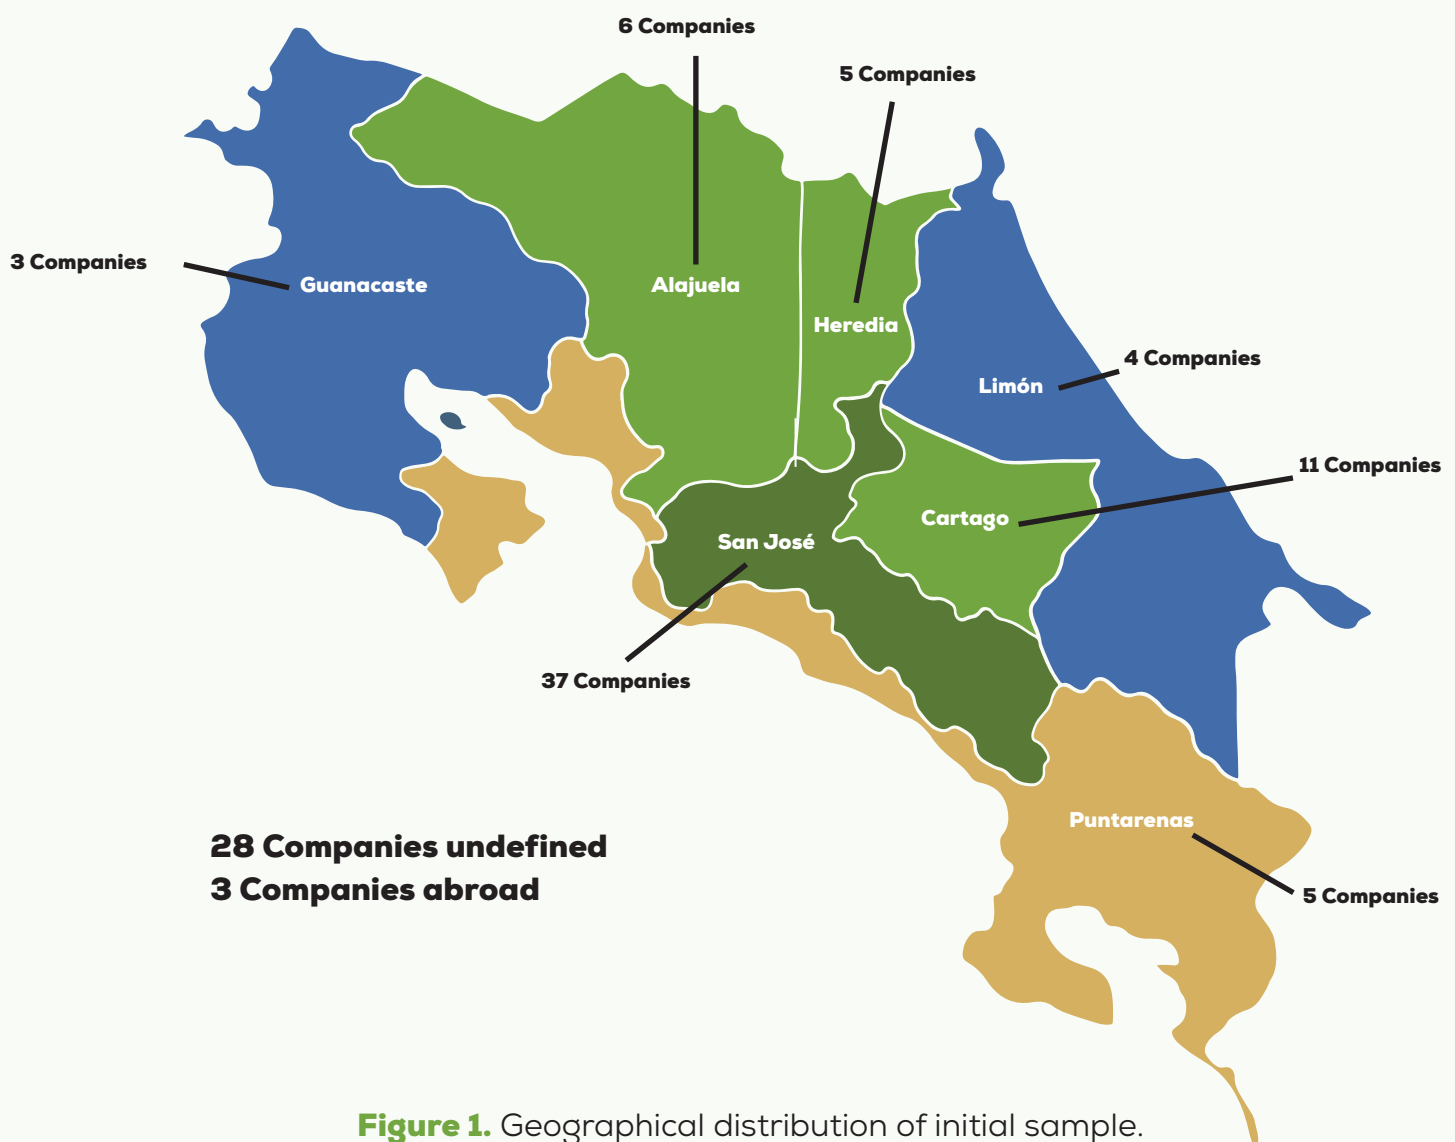 6 Companies
5 Companies
3 Companies
Guanacaste
Alajuela
Heredia
4 Companies
Limón
11 Companies
Cartago
San José
37 Companies
Puntarenas
28 Companies undefined
3 Companies abroad
5 Companies
Figure 1. Geographical distribution of initial sample.